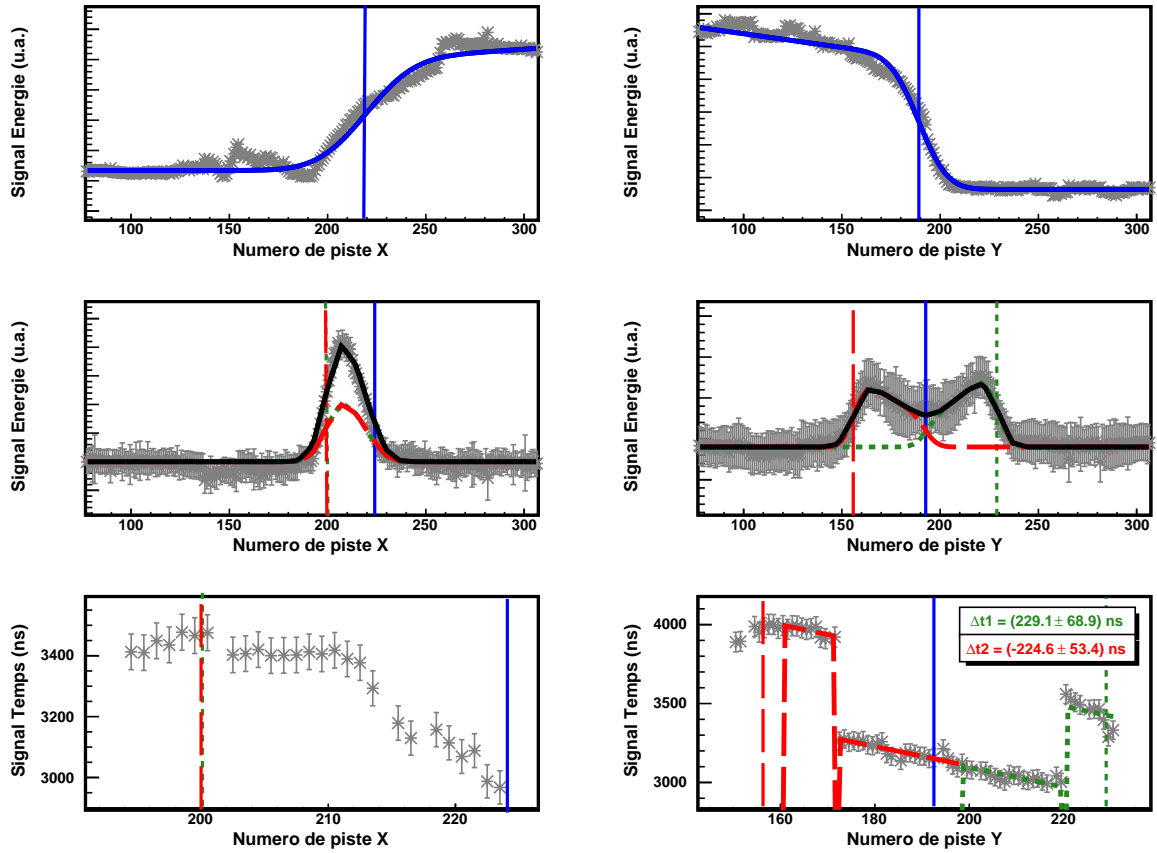 Signal Energie (u.a.)
100 150 200 250 300
Numero de piste X
Signal Energie (u.a.)
100 150 200 250 300
Numero de piste Y
Signal Energie (u.a.)
100 150 200 250 300
Numero de piste X
Signal Energie (u.a.)
100 150 200 250 300
Numero de piste Y
Signal Temps (ns)
3400
3200
3000
200 210 220
Numero de piste X
Signal Temps (ns)
4000
3500
3000
Δt1 = (229.1 ± 68.9) ns
Δt2 = (-224.6 ± 53.4) ns
160 180 200 220
Numero de piste Y